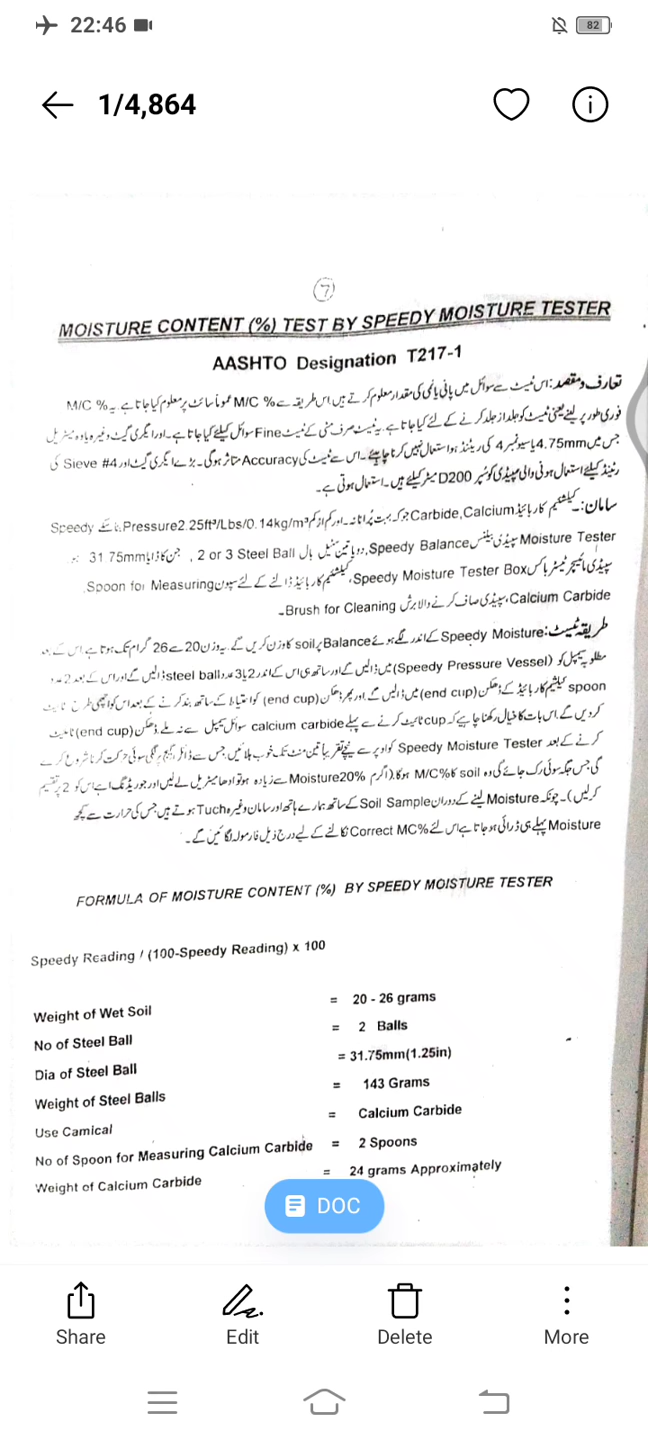 22:46
82
1/4,864
7
MOISTURE CONTENT (%) TEST BY SPEEDY MOISTURE TESTER
AASHTO Designation T217-1
تعارف و مقصد: اس ٹیسٹ سے سوائل میں پانی یا نمی کی مقدار معلوم کرتے ہیں اس طریقہ سے M/C % عموماً سائٹ پر معلوم کیا جاتا ہے۔ یہ M/C %
فوری طور پر لینے یعنی ٹیسٹ کو جلد از جلد کرنے کے لئے کیا جاتا ہے۔ یہ ٹیسٹ صرف مٹی کے ٹیسٹ Fine سوائل کیلئے کیا جاتا ہے۔ اور اگری گیٹ وغیرہ یا وہ میٹریل
جس میں 4.75mm یا سیو نمبر 4 کی ریٹنڈ ہو استعمال نہیں کرنا چاہیئے۔ اس سے ٹیسٹ کی Accuracy متاثر ہو گی۔ بڑے اگری گیٹ اور Sieve #4 کی
ریٹنڈ کیلئے استعمال ہونی والی سپیڈی کو سُپر D200 میٹر کیلئے ہیں۔ استعمال ہوتی ہے۔
سامان: کیلشیم کاربائیڈ Carbide, Calcium جو کہ بہت پُرانا نہ۔ اور کم از کم Pressure2.25ft³/Lbs/0.14kg/m³ Speedy
Moisture Tester سپیڈی بیلنس Speedy Balance, دو یا تین سٹیل بال 2 or 3 Steel Ball , جن کا ڈایا 31 75mm ہو
سپیڈی مائیچر ٹیسٹر باکس Speedy Moisture Tester Box، کیلشیم کاربائیڈ ڈالنے کے لئے سپون Spoon for Measuring
Calcium Carbide، سپیڈی صاف کرنے والا برش Brush for Cleaning۔
طریقہ ٹیسٹ: Speedy Moisture کے اندر لگے ہوئے Balance پر soil کا وزن کریں گے۔ یہ وزن 20 سے 26 گرام تک ہوتا ہے۔ اس کے بعد
مطلوبہ سیمپل کو (Speedy Pressure Vessel) میں ڈالیں گے اور ساتھ ہی اس کے اندر 2 یا 3 عدد steel ball ڈالیں گے اور اس کے بعد 2 عدد
spoon کیلشیم کاربائیڈ کے ڈھکن (end cup) میں ڈالیں گے اور پھر ڈھکن (end cup) کو احتیاط کے ساتھ بند کرنے کے بعد اس کو اچھی طرح ٹائیٹ
کر دیں گے۔ اس بات کا خیال رکھنا چاہیے کہ cup ٹائیٹ کرنے سے پہلے calcium carbide سوائل سیمپل سے نہ ملے۔ ڈھکن (end cup) ٹائیٹ
کرنے کے بعد Speedy Moisture Tester کو اوپر سے نیچے تقریباً تین منٹ تک خوب ہلائیں، جس سے ڈائل گیج پر لگی سوئی حرکت کرنا شروع کرے
گی جس جگہ سوئی رک جائے گی وہ soil کا M/C% ہوگا۔ (اگر Moisture20% سے زیادہ ہو تو ادھا میٹریل لے لیں اور جو ریڈنگ اہے اس کو 2 پر تقسیم
کرلیں)۔ چونکہ Moisture لینے کے دوران Soil Sample کے ساتھ ہمارے ہاتھ اور سامان وغیرہ Tuch ہوتے ہیں جس کی حرارت سے کچھ
Moisture پہلے ہی ڈرائی ہو جاتا ہے اس لئے Correct MC% نکالنے کے لیے درج ذیل فارمولہ لگائیں گے۔
FORMULA OF MOISTURE CONTENT (%) BY SPEEDY MOISTURE TESTER
Speedy Reading / (100-Speedy Reading) x 100
Weight of Wet Soil = 20 - 26 grams
No of Steel Ball = 2 Balls
Dia of Steel Ball = 31.75mm(1.25in)
Weight of Steel Balls = 143 Grams
Use Camical = Calcium Carbide
No of Spoon for Measuring Calcium Carbide = 2 Spoons
Weight of Calcium Carbide = 24 grams Approximately
DOC
Share Edit Delete More